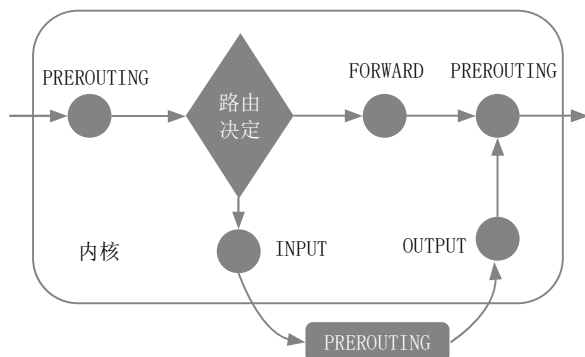 PREROUTING
FORWARD
PREROUTING
路由
决定
内核
INPUT
OUTPUT
PREROUTING